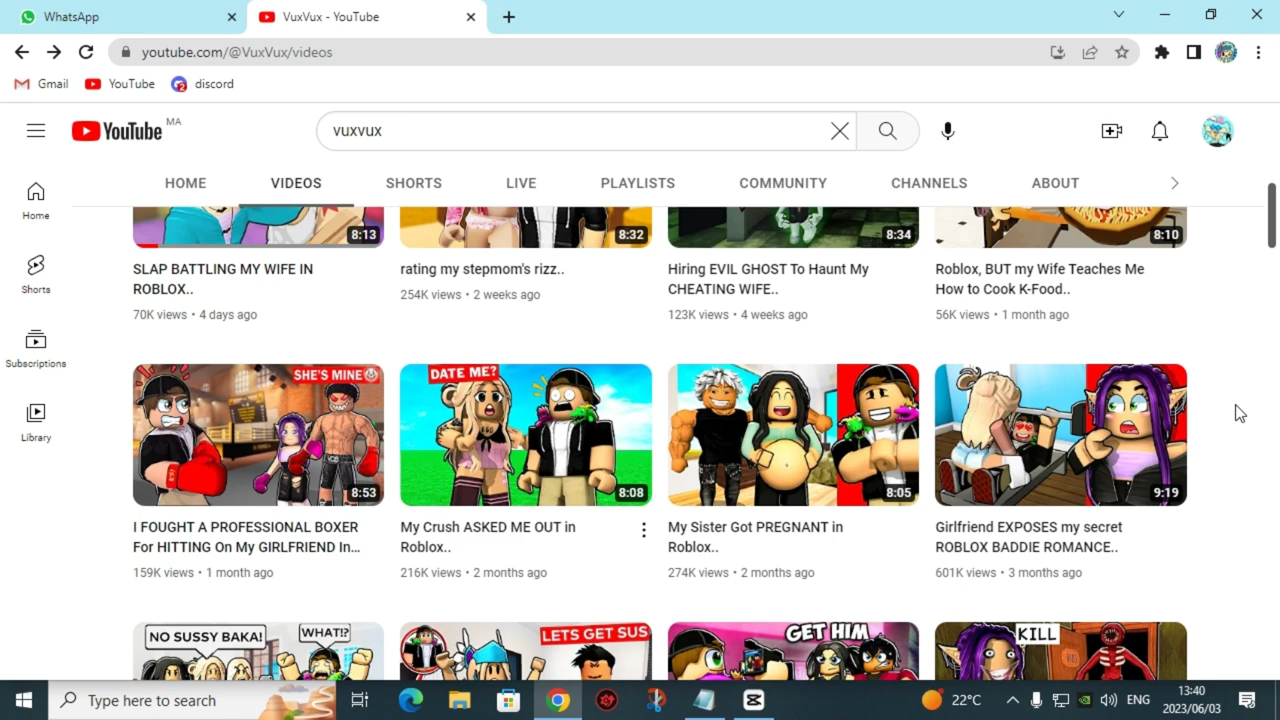 WhatsApp
VuxVux - YouTube
youtube.com/@VuxVux/videos
Gmail
YouTube
discord
YouTube MA
vuxvux
HOME
VIDEOS
SHORTS
LIVE
PLAYLISTS
COMMUNITY
CHANNELS
ABOUT
Home
Shorts
Subscriptions
Library
8:13
8:32
8:34
8:10
SLAP BATTLING MY WIFE IN
ROBLOX..
70K views • 4 days ago
rating my stepmom's rizz..
254K views • 2 weeks ago
Hiring EVIL GHOST To Haunt My
CHEATING WIFE..
123K views • 4 weeks ago
Roblox, BUT my Wife Teaches Me
How to Cook K-Food..
56K views • 1 month ago
SHE'S MINE
8:53
DATE ME?
8:08
8:05
9:19
I FOUGHT A PROFESSIONAL BOXER
For HITTING On My GIRLFRIEND In...
159K views • 1 month ago
My Crush ASKED ME OUT in
Roblox..
216K views • 2 months ago
My Sister Got PREGNANT in
Roblox..
274K views • 2 months ago
Girlfriend EXPOSES my secret
ROBLOX BADDIE ROMANCE..
601K views • 3 months ago
NO SUSSY BAKA!
WHAT!?
LETS GET SUS
GET HIM
KILL
Type here to search
22°C
ENG
13:40
2023/06/03